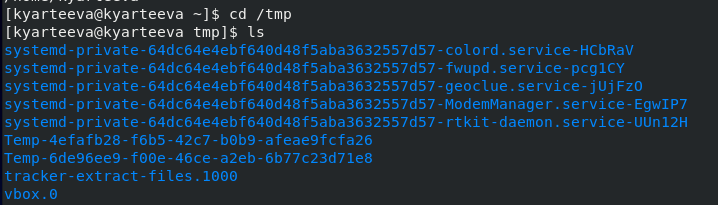 [kyarteeva@kyarteeva ~]$ cd /tmp
[kyarteeva@kyarteeva tmp]$ ls
systemd-private-64dc64e4ebf640d48f5aba3632557d57-colord.service-HCbRaV
systemd-private-64dc64e4ebf640d48f5aba3632557d57-fwupd.service-pcg1CY
systemd-private-64dc64e4ebf640d48f5aba3632557d57-geoclue.service-jUjFzO
systemd-private-64dc64e4ebf640d48f5aba3632557d57-ModemManager.service-EgwIP7
systemd-private-64dc64e4ebf640d48f5aba3632557d57-rtkit-daemon.service-UUn12H
Temp-4efafb28-f6b5-42c7-b0b9-afeae9fcfa26
Temp-6de96ee9-f00e-46ce-a2eb-6b77c23d71e8
tracker-extract-files.1000
vbox.0